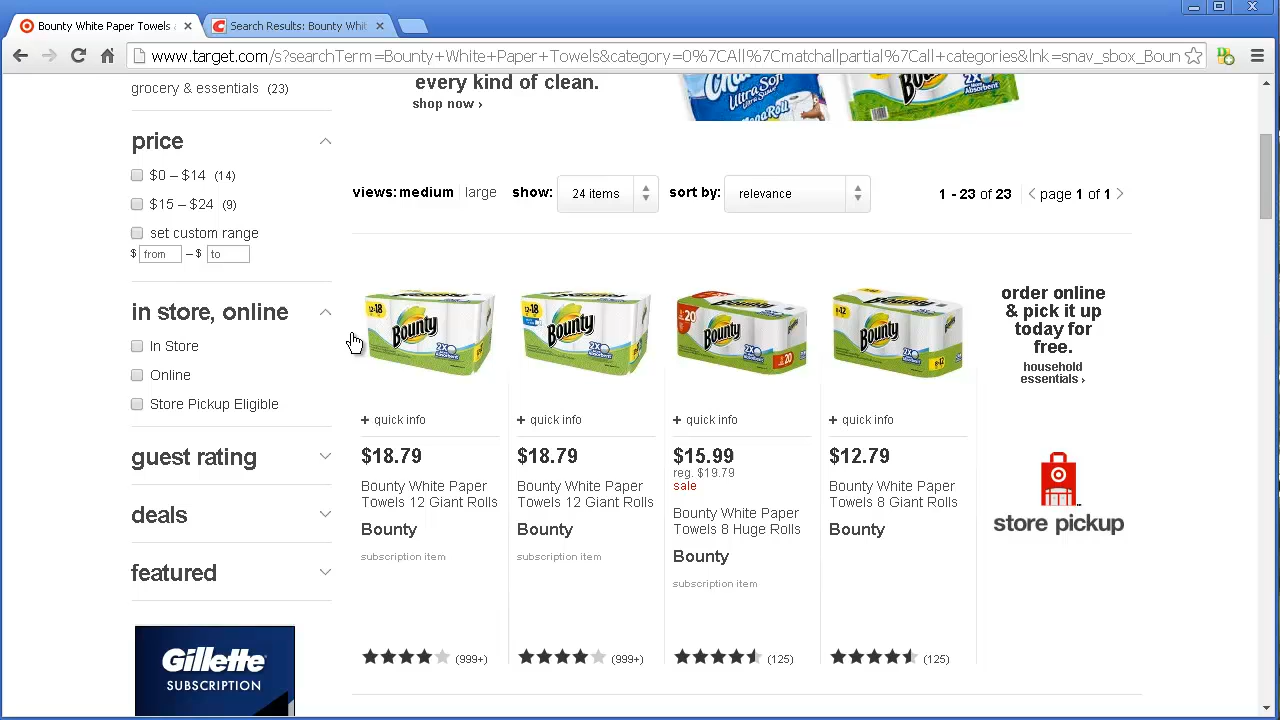 Bounty White Paper Towels
Search Results: Bounty Whit
www.target.com/s?searchTerm=Bounty+White+Paper+Towels&category=0%7CAll%7Cmatchallpartial%7Call+categories&lnk=snav_sbox_Boun
grocery & essentials (23)
every kind of clean.
shop now ›
Ultra Soft
Bounty
price
$0 – $14 (14)
$15 – $24 (9)
set custom range
$ from – $ to
views: medium large show: 24 items sort by: relevance 1 - 23 of 23 page 1 of 1
in store, online
In Store
Online
Store Pickup Eligible
guest rating
deals
featured
Gillette
SUBSCRIPTION
Bounty
Bounty
Bounty
Bounty
+ quick info
+ quick info
+ quick info
+ quick info
$18.79
Bounty White Paper
Towels 12 Giant Rolls
Bounty
subscription item
(999+)
$18.79
Bounty White Paper
Towels 12 Giant Rolls
Bounty
subscription item
(999+)
$15.99
reg. $19.79
sale
Bounty White Paper
Towels 8 Huge Rolls
Bounty
subscription item
(125)
$12.79
Bounty White Paper
Towels 8 Giant Rolls
Bounty
(125)
order online
& pick it up
today for
free.
household
essentials ›
store pickup